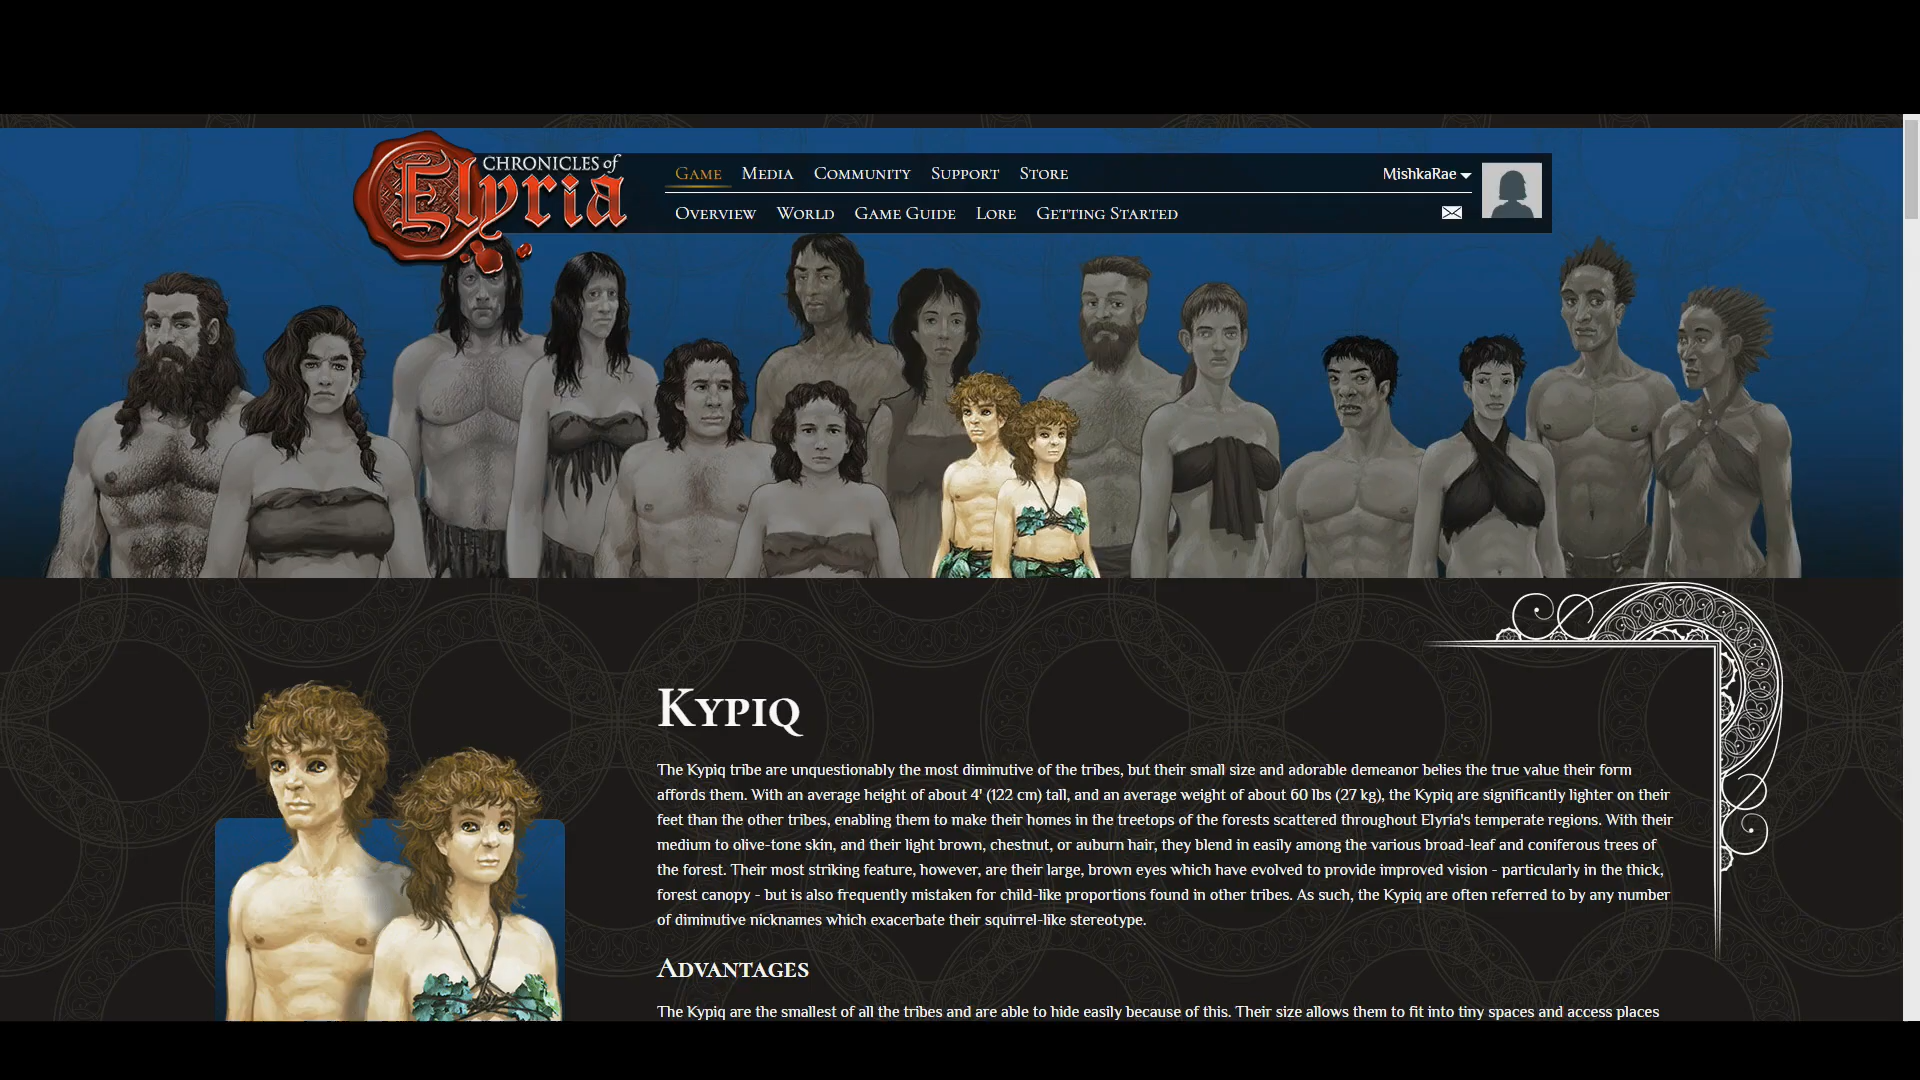 CHRONICLES of
Elyria
GAME MEDIA COMMUNITY SUPPORT STORE
MishkaRae
OVERVIEW WORLD GAME GUIDE LORE GETTING STARTED
KYPIQ
The Kypiq tribe are unquestionably the most diminutive of the tribes, but their small size and adorable demeanor belies the true value their form
affords them. With an average height of about 4' (122 cm) tall, and an average weight of about 60 lbs (27 kg), the Kypiq are significantly lighter on their
feet than the other tribes, enabling them to make their homes in the treetops of the forests scattered throughout Elyria's temperate regions. With their
medium to olive-tone skin, and their light brown, chestnut, or auburn hair, they blend in easily among the various broad-leaf and coniferous trees of
the forest. Their most striking feature, however, are their large, brown eyes which have evolved to provide improved vision - particularly in the thick,
forest canopy - but is also frequently mistaken for child-like proportions found in other tribes. As such, the Kypiq are often referred to by any number
of diminutive nicknames which exacerbate their squirrel-like stereotype.
ADVANTAGES
The Kypiq are the smallest of all the tribes and are able to hide easily because of this. Their size allows them to fit into tiny spaces and access places